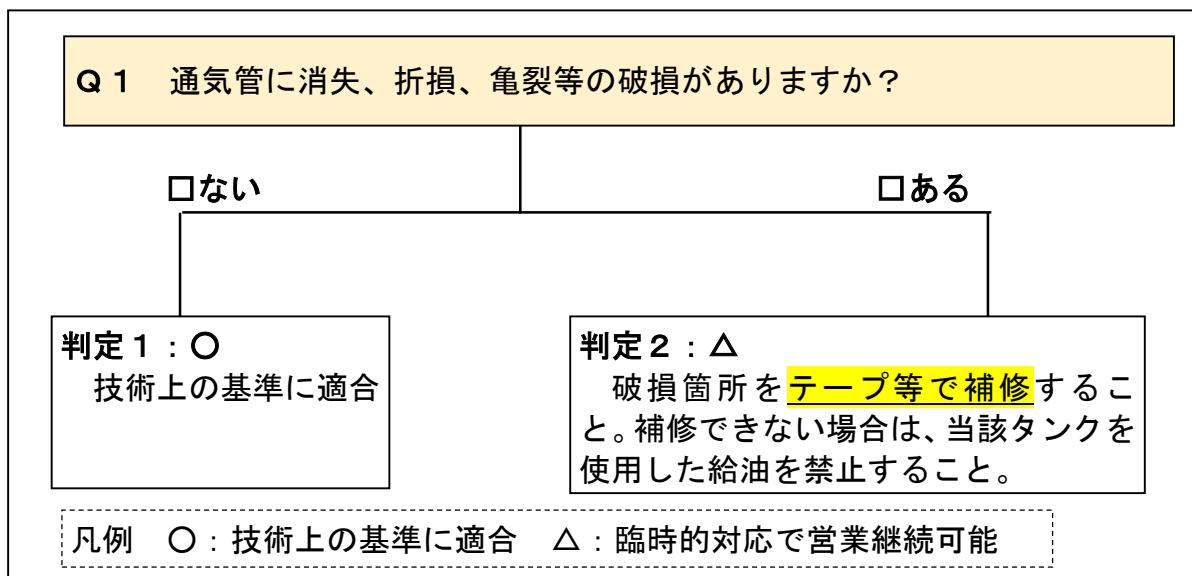 Q1 通気管に消失、折損、亀裂等の破損がありますか?
□ない
□ある
判定1:○
技術上の基準に適合
判定2:△
破損箇所をテープ等で補修するこ
と。補修できない場合は、当該タンクを
使用した給油を禁止すること。
凡例 ○:技術上の基準に適合 △:臨時的対応で営業継続可能